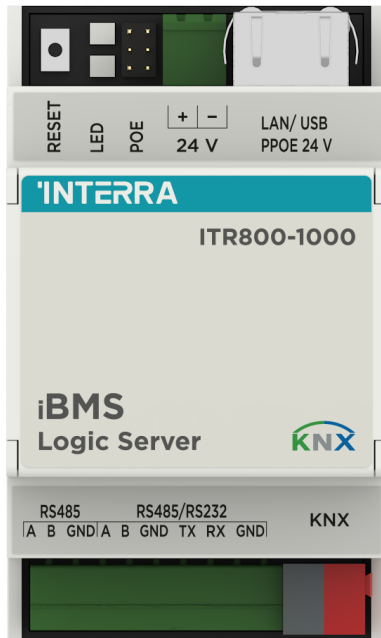 RESET LED POE + - 24 V LAN/ USB
PPOE 24 V
INTERRA
ITR800-1000
iBMS
Logic Server
KNX
RS485 RS485/RS232 KNX
A B GND A B GND TX RX GND